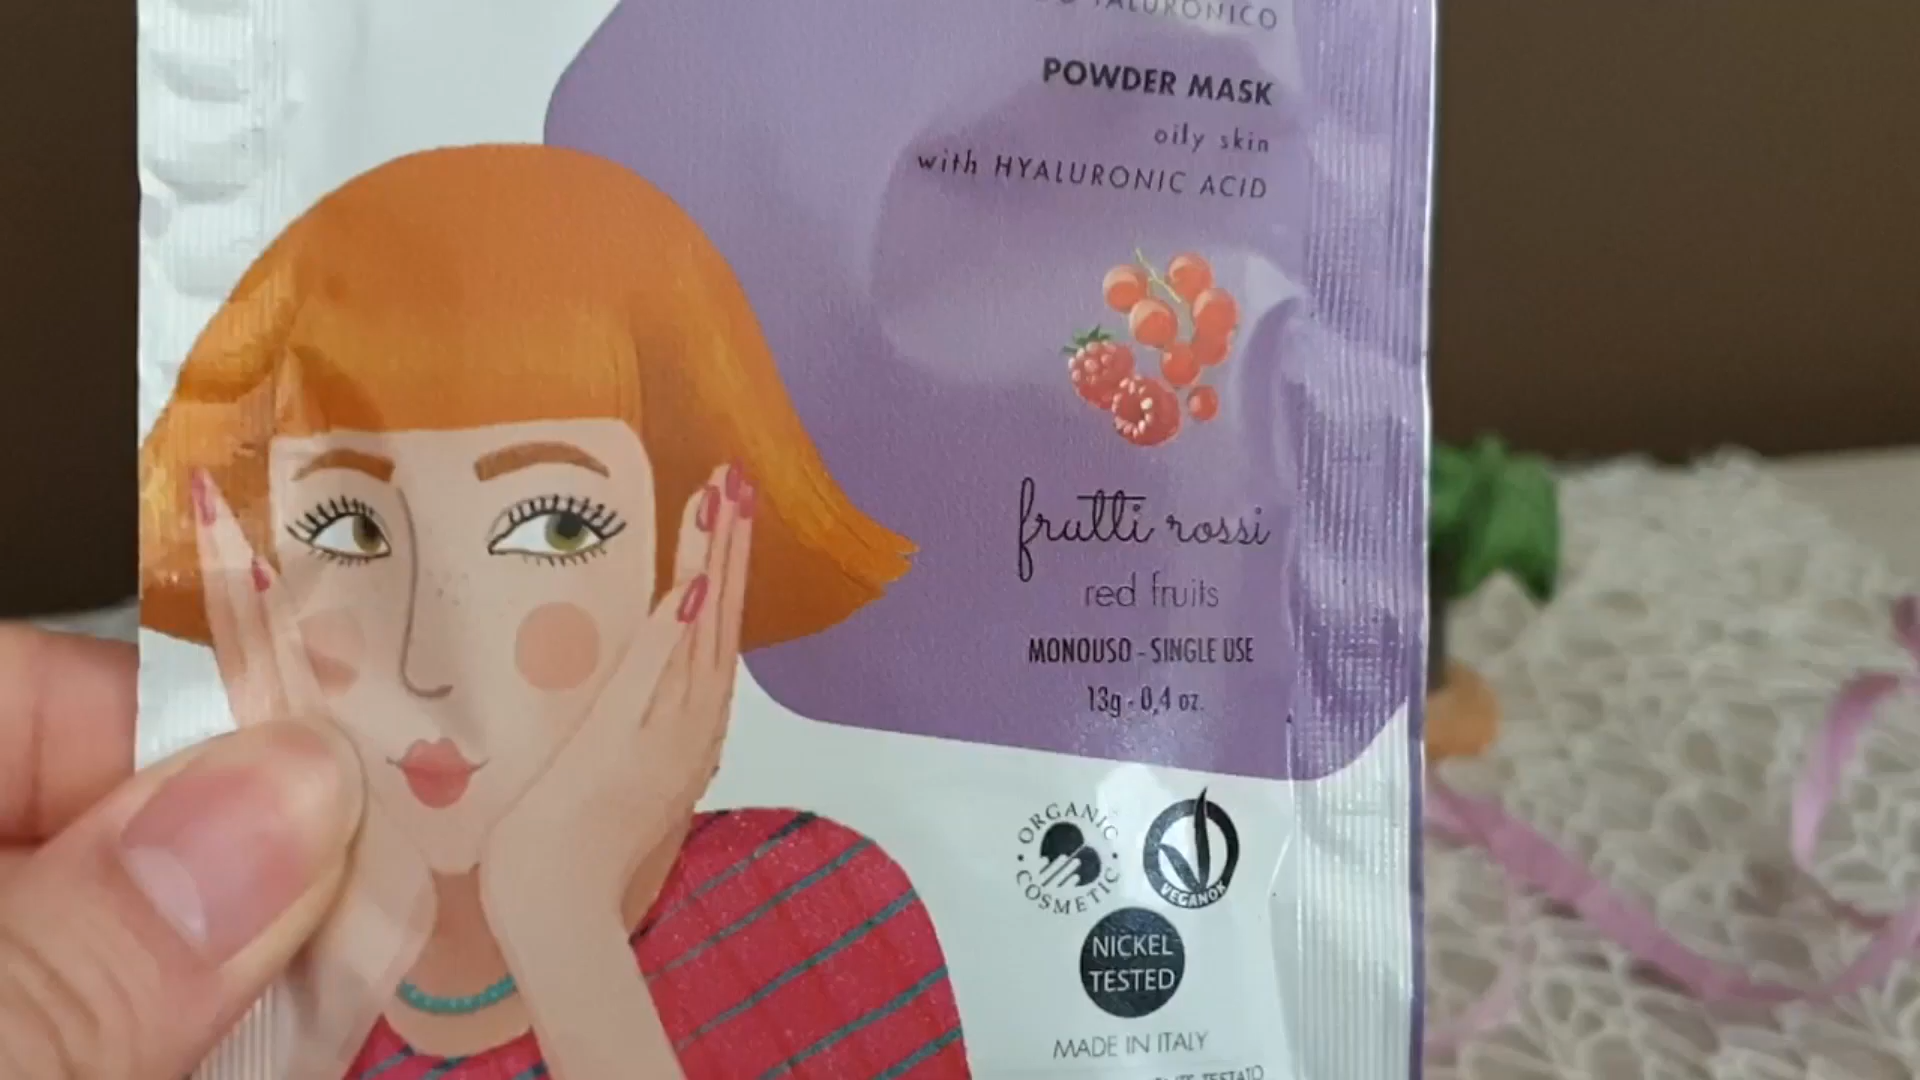 IALURONICO
POWDER MASK
oily skin
with HYALURONIC ACID
frutti rossi
red fruits
MONOUSO - SINGLE USE
13g - 0,4 oz.
ORGANIC
COSMETIC
VEGANOK
NICKEL
TESTED
MADE IN ITALY